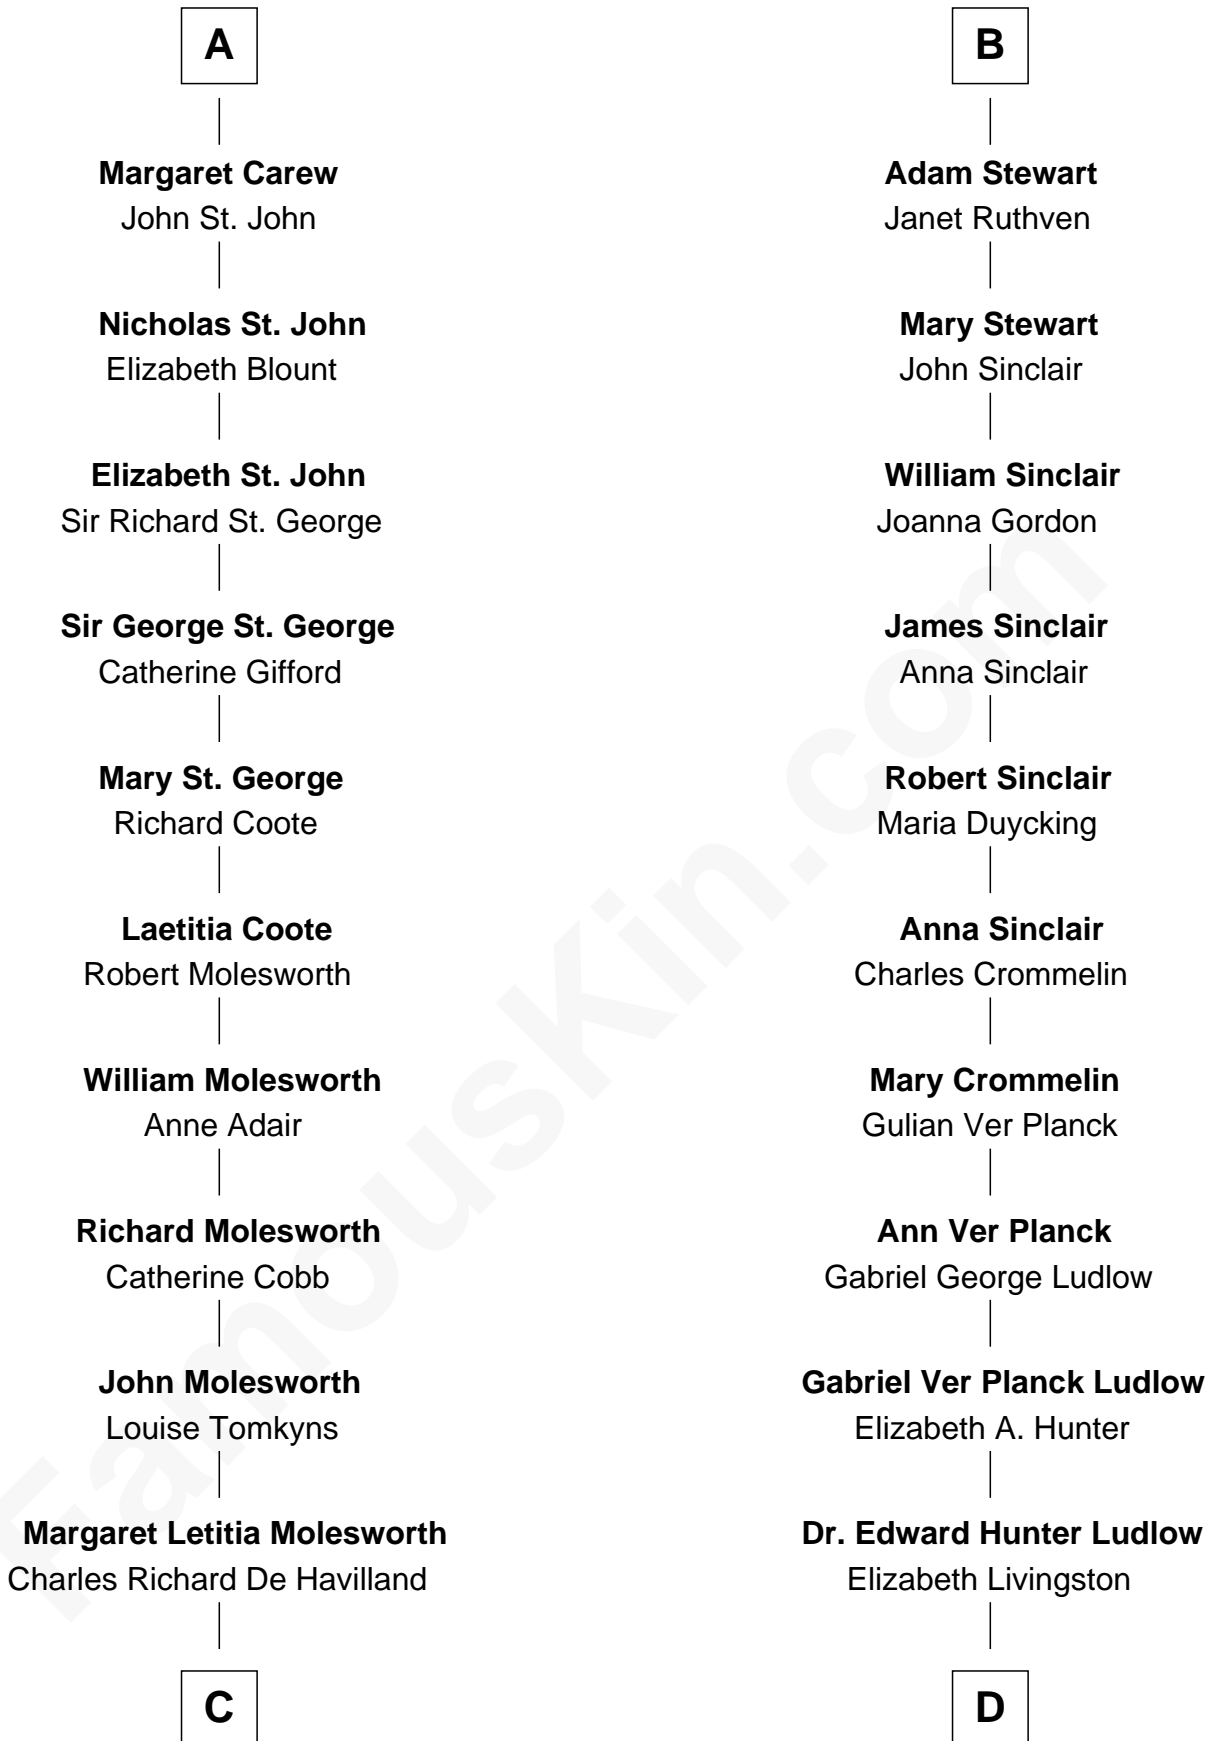 A
Margaret Carew
John St. John
Nicholas St. John
Elizabeth Blount
Elizabeth St. John
Sir Richard St. George
Sir George St. George
Catherine Gifford
Mary St. George
Richard Coote
Laetitia Coote
Robert Molesworth
William Molesworth
Anne Adair
Richard Molesworth
Catherine Cobb
John Molesworth
Louise Tomkyns
Margaret Letitia Molesworth
Charles Richard De Havilland
C
B
Adam Stewart
Janet Ruthven
Mary Stewart
John Sinclair
William Sinclair
Joanna Gordon
James Sinclair
Anna Sinclair
Robert Sinclair
Maria Duycking
Anna Sinclair
Charles Crommelin
Mary Crommelin
Gulian Ver Planck
Ann Ver Planck
Gabriel George Ludlow
Gabriel Ver Planck Ludlow
Elizabeth A. Hunter
Dr. Edward Hunter Ludlow
Elizabeth Livingston
D
FamousKin.com